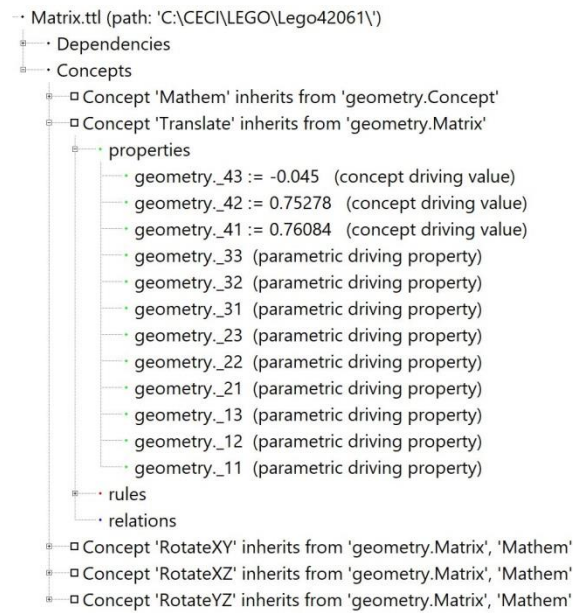 Matrix.ttl (path: 'C:\CECI\LEGO\Lego42061\')
Dependencies
Concepts
Concept 'Mathem' inherits from 'geometry.Concept'
Concept 'Translate' inherits from 'geometry.Matrix'
properties
geometry._43 := -0.045 (concept driving value)
geometry._42 := 0.75278 (concept driving value)
geometry._41 := 0.76084 (concept driving value)
geometry._33 (parametric driving property)
geometry._32 (parametric driving property)
geometry._31 (parametric driving property)
geometry._23 (parametric driving property)
geometry._22 (parametric driving property)
geometry._21 (parametric driving property)
geometry._13 (parametric driving property)
geometry._12 (parametric driving property)
geometry._11 (parametric driving property)
rules
relations
Concept 'RotateXY' inherits from 'geometry.Matrix', 'Mathem'
Concept 'RotateXZ' inherits from 'geometry.Matrix', 'Mathem'
Concept 'RotateYZ' inherits from 'geometry.Matrix', 'Mathem'